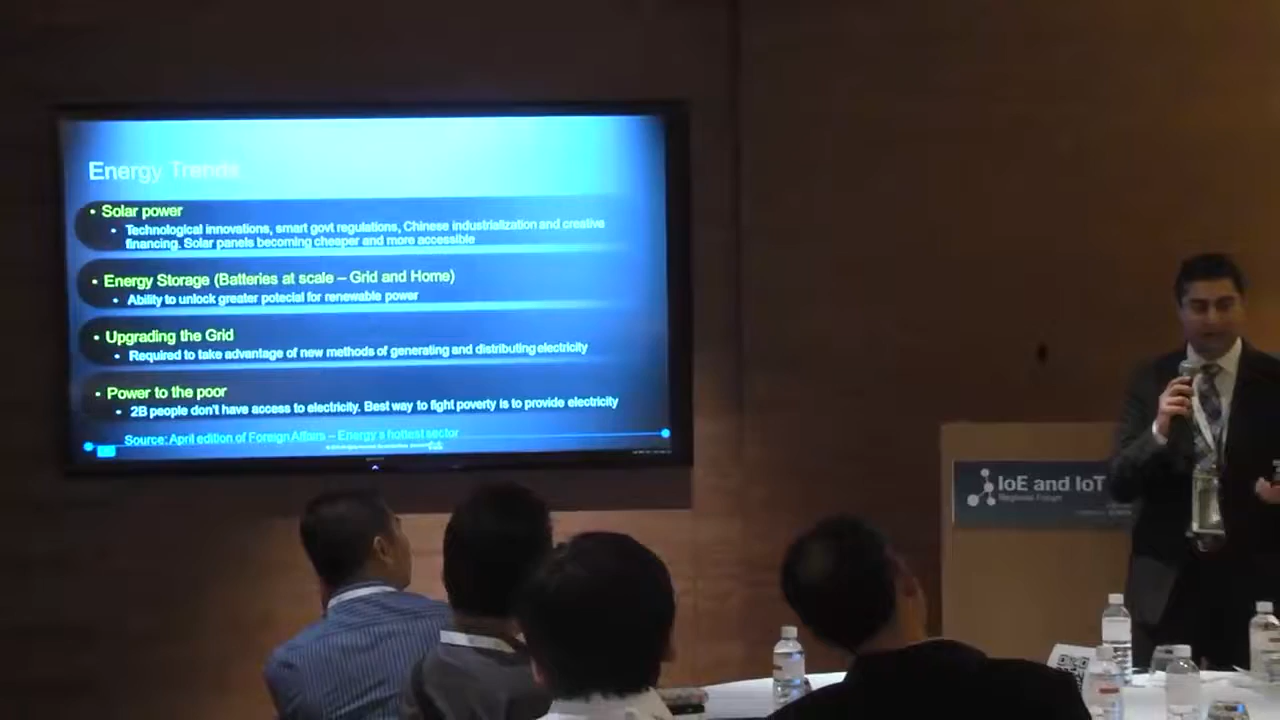 Energy Trends
• Solar power
• Technological innovations, smart govt regulations, Chinese industrialization and creative
financing. Solar panels becoming cheaper and more accessible
• Energy Storage (Batteries at scale – Grid and Home)
• Ability to unlock greater potecial for renewable power
• Upgrading the Grid
• Required to take advantage of new methods of generating and distributing electricity
• Power to the poor
• 2B people don't have access to electricity. Best way to fight poverty is to provide electricity
Source: April edition of Foreign Affairs – Energy's hottest sector
IoE and IoT
Regional Forum